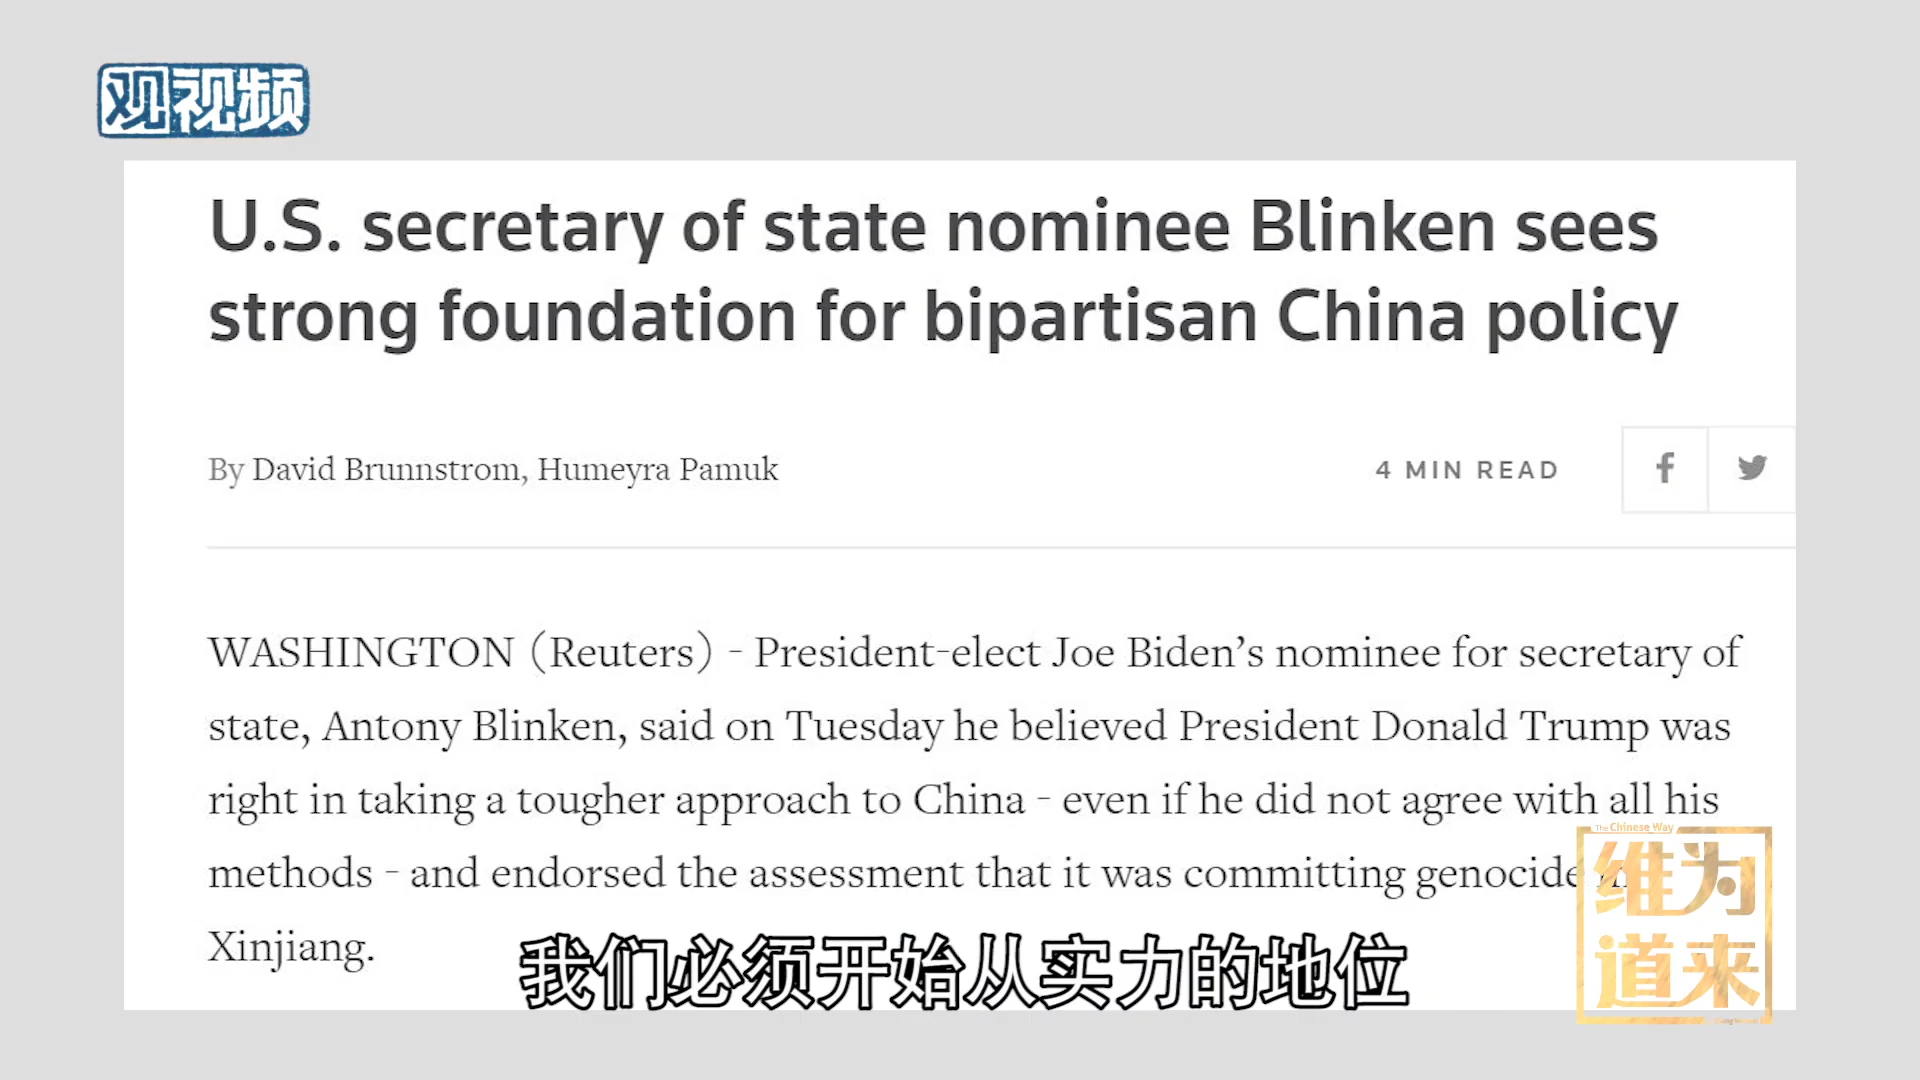 观视频
U.S. secretary of state nominee Blinken sees
strong foundation for bipartisan China policy
By David Brunnstrom, Humeyra Pamuk
4 MIN READ
WASHINGTON (Reuters) - President-elect Joe Biden’s nominee for secretary of
state, Antony Blinken, said on Tuesday he believed President Donald Trump was
right in taking a tougher approach to China - even if he did not agree with all his
methods - and endorsed the assessment that it was committing genocide in
Xinjiang.
The Chinese Way
维为
道来
我们必须开始从实力的地位